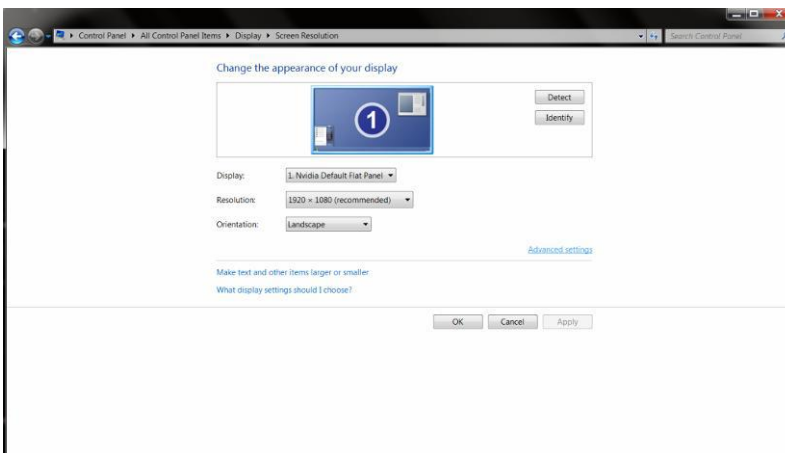 Control Panel ▸ All Control Panel Items ▸ Display ▸ Screen Resolution
Search Control Panel
Change the appearance of your display
1
Detect
Identify
Display: 1. Nvidia Default Flat Panel
Resolution: 1920 × 1080 (recommended)
Orientation: Landscape
Advanced settings
Make text and other items larger or smaller
What display settings should I choose?
OK Cancel Apply